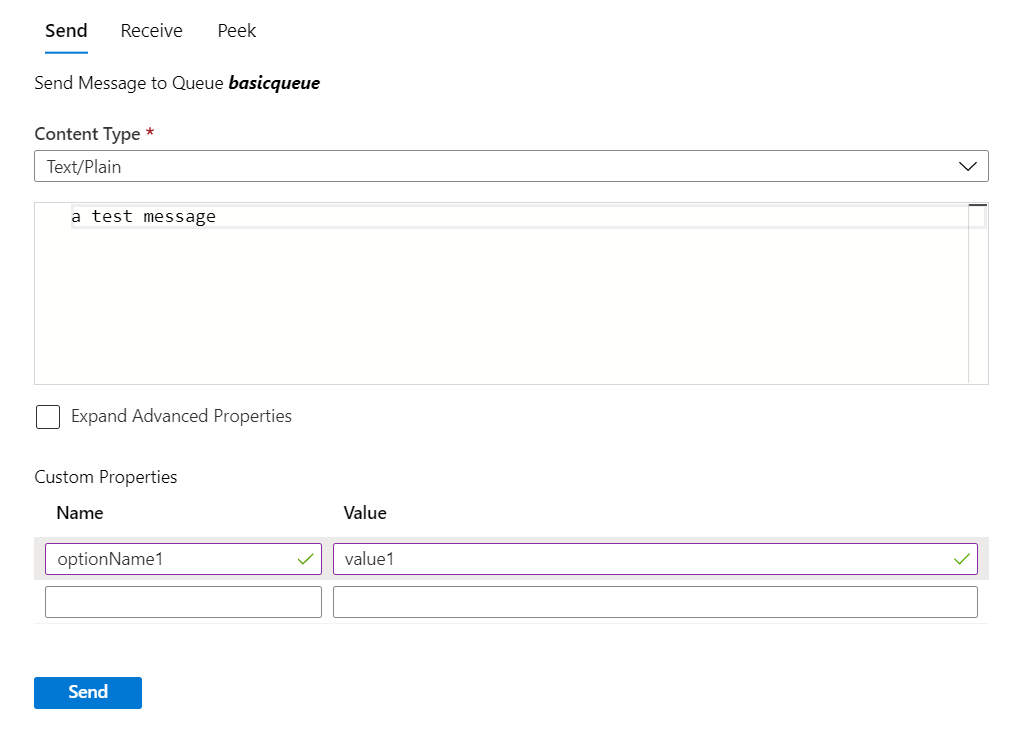 Send Receive Peek
Send Message to Queue basicqueue
Content Type *
Text/Plain
a test message
Expand Advanced Properties
Custom Properties
Name Value
optionName1 value1
Send